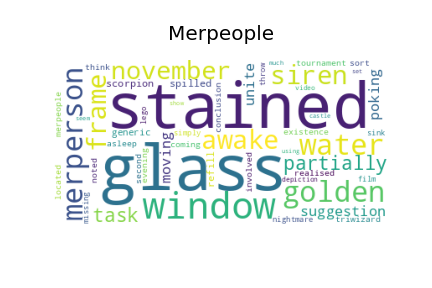 Merpeople
think
november
siren
tournament
sort
much
scorpion
spilled
throw
video
set
merpeople
merperson
frame
stained
unite
poking
lego
show
castle
conclusion
seem
generic
simply
awake
existence
sink
water
asleep
coming
using
located
noted
second
evening
moving
glass
refill
involved
partially
realised
depiction
film
missing
task
window
golden
suggestion
nightmare
triwizard